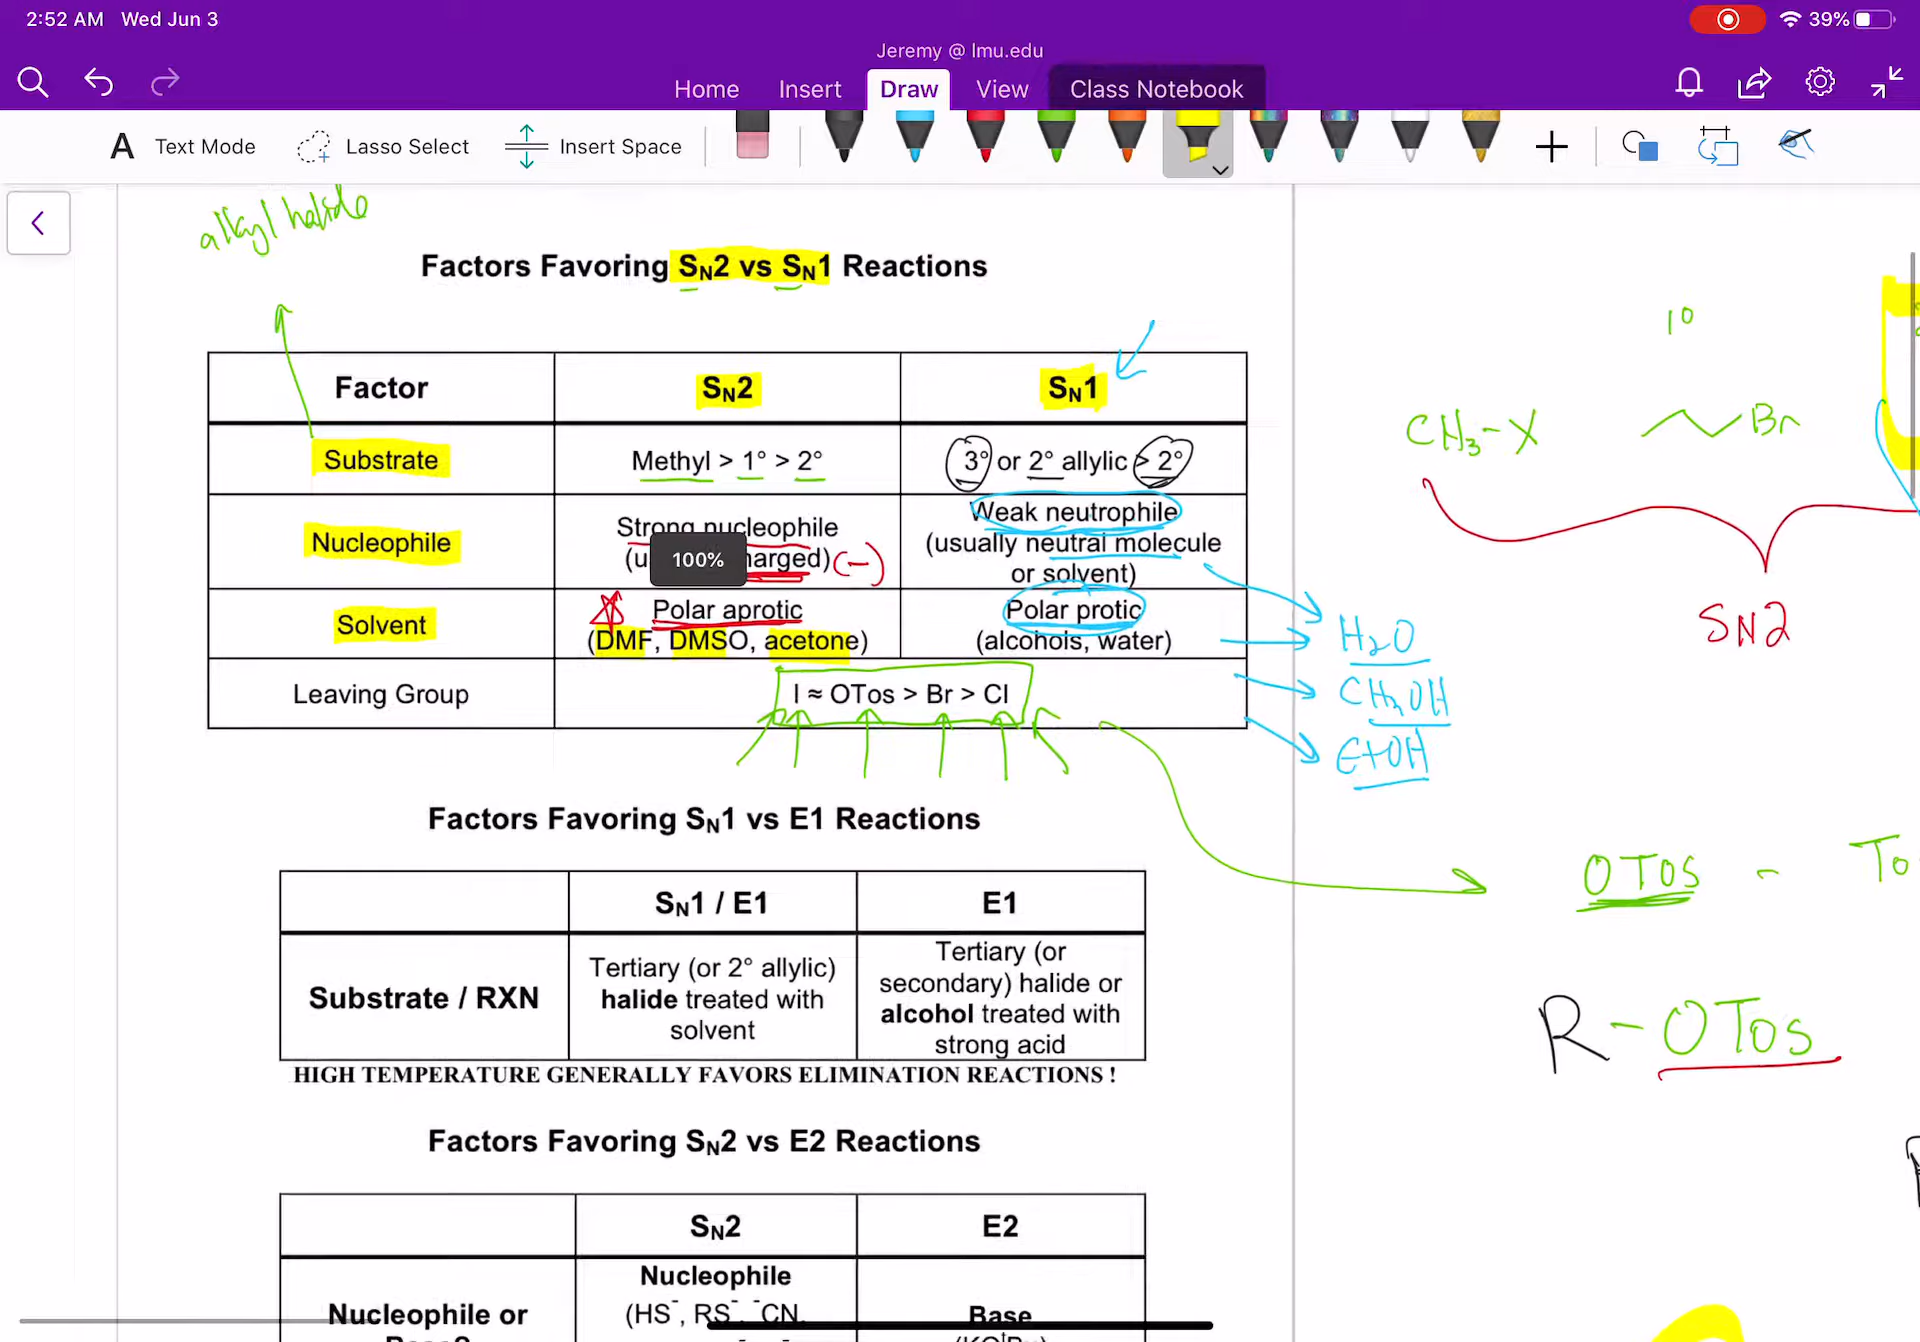 2:52 AM Wed Jun 3
39%
Jeremy @ lmu.edu
Home Insert Draw View Class Notebook
A Text Mode Lasso Select Insert Space
alkyl halide
Factors Favoring SN2 vs SN1 Reactions
1°
Factor SN2 SN1
CH3-X Br
Substrate Methyl > 1° > 2° 3° or 2° allylic > 2°
Nucleophile
Strong nucleophile
harged) (-)
100%
Weak neutrophile
(usually neutral molecule
or solvent)
Solvent
Polar aprotic
(DMF, DMSO, acetone)
Polar protic
(alcohols, water)
SN2
H2O
CH3OH
EtOH
Leaving Group I ≈ OTos > Br > Cl
Factors Favoring SN1 vs E1 Reactions
OTos - To
SN1 / E1 E1
Substrate / RXN
Tertiary (or 2° allylic)
halide treated with
solvent
Tertiary (or
secondary) halide or
alcohol treated with
strong acid
R-OTos
HIGH TEMPERATURE GENERALLY FAVORS ELIMINATION REACTIONS !
Factors Favoring SN2 vs E2 Reactions
SN2 E2
Nucleophile or
Nucleophile
(HS⁻, RS⁻, ⁻CN,
Base